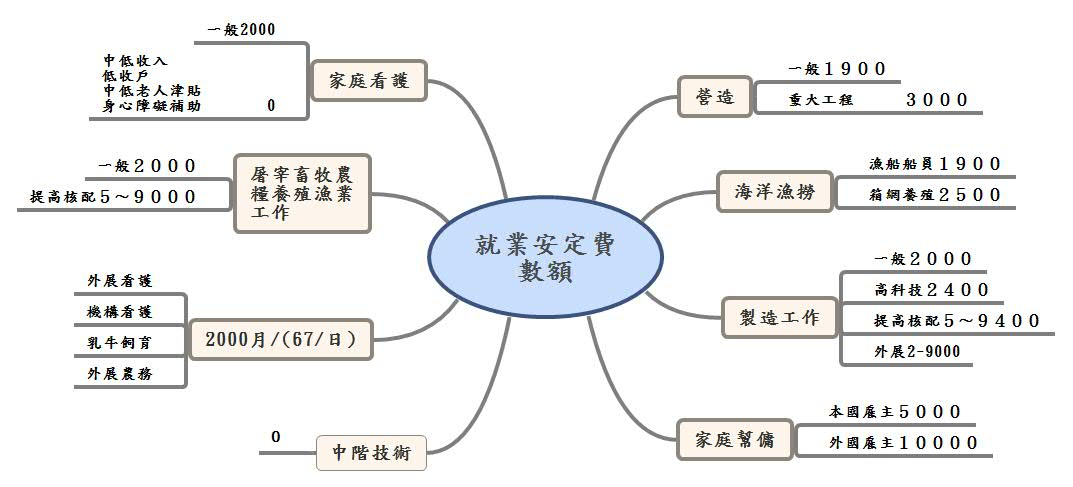 就業安定費
數額
家庭看護
一般2000
中低收入
低收戶
中低老人津貼
身心障礙補助 0
屠宰畜牧農
糧養殖漁業
工作
一般2000
提高核配5～9000
2000月/(67/日)
外展看護
機構看護
乳牛飼育
外展農務
中階技術
0
營造
一般1900
重大工程 3000
海洋漁撈
漁船船員1900
箱網養殖2500
製造工作
一般2000
高科技2400
提高核配5～9400
外展2-9000
家庭幫傭
本國雇主5000
外國雇主10000